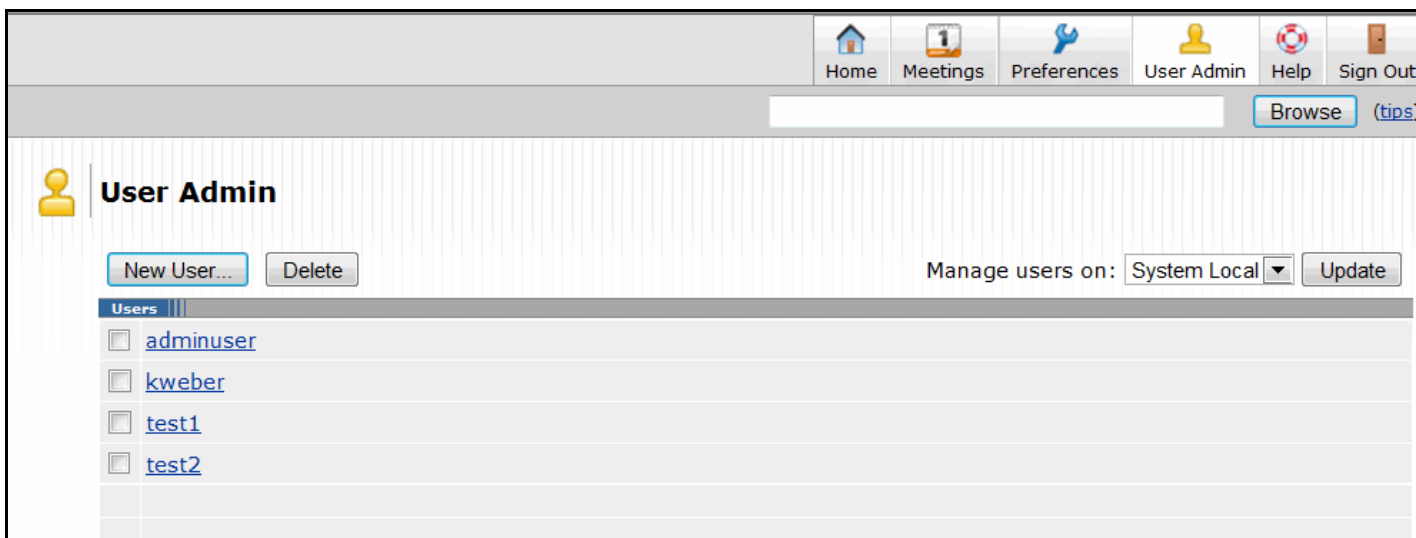 1
Home Meetings Preferences User Admin Help Sign Out
Browse (tips)
User Admin
New User... Delete Manage users on: System Local Update
Users
adminuser
kweber
test1
test2